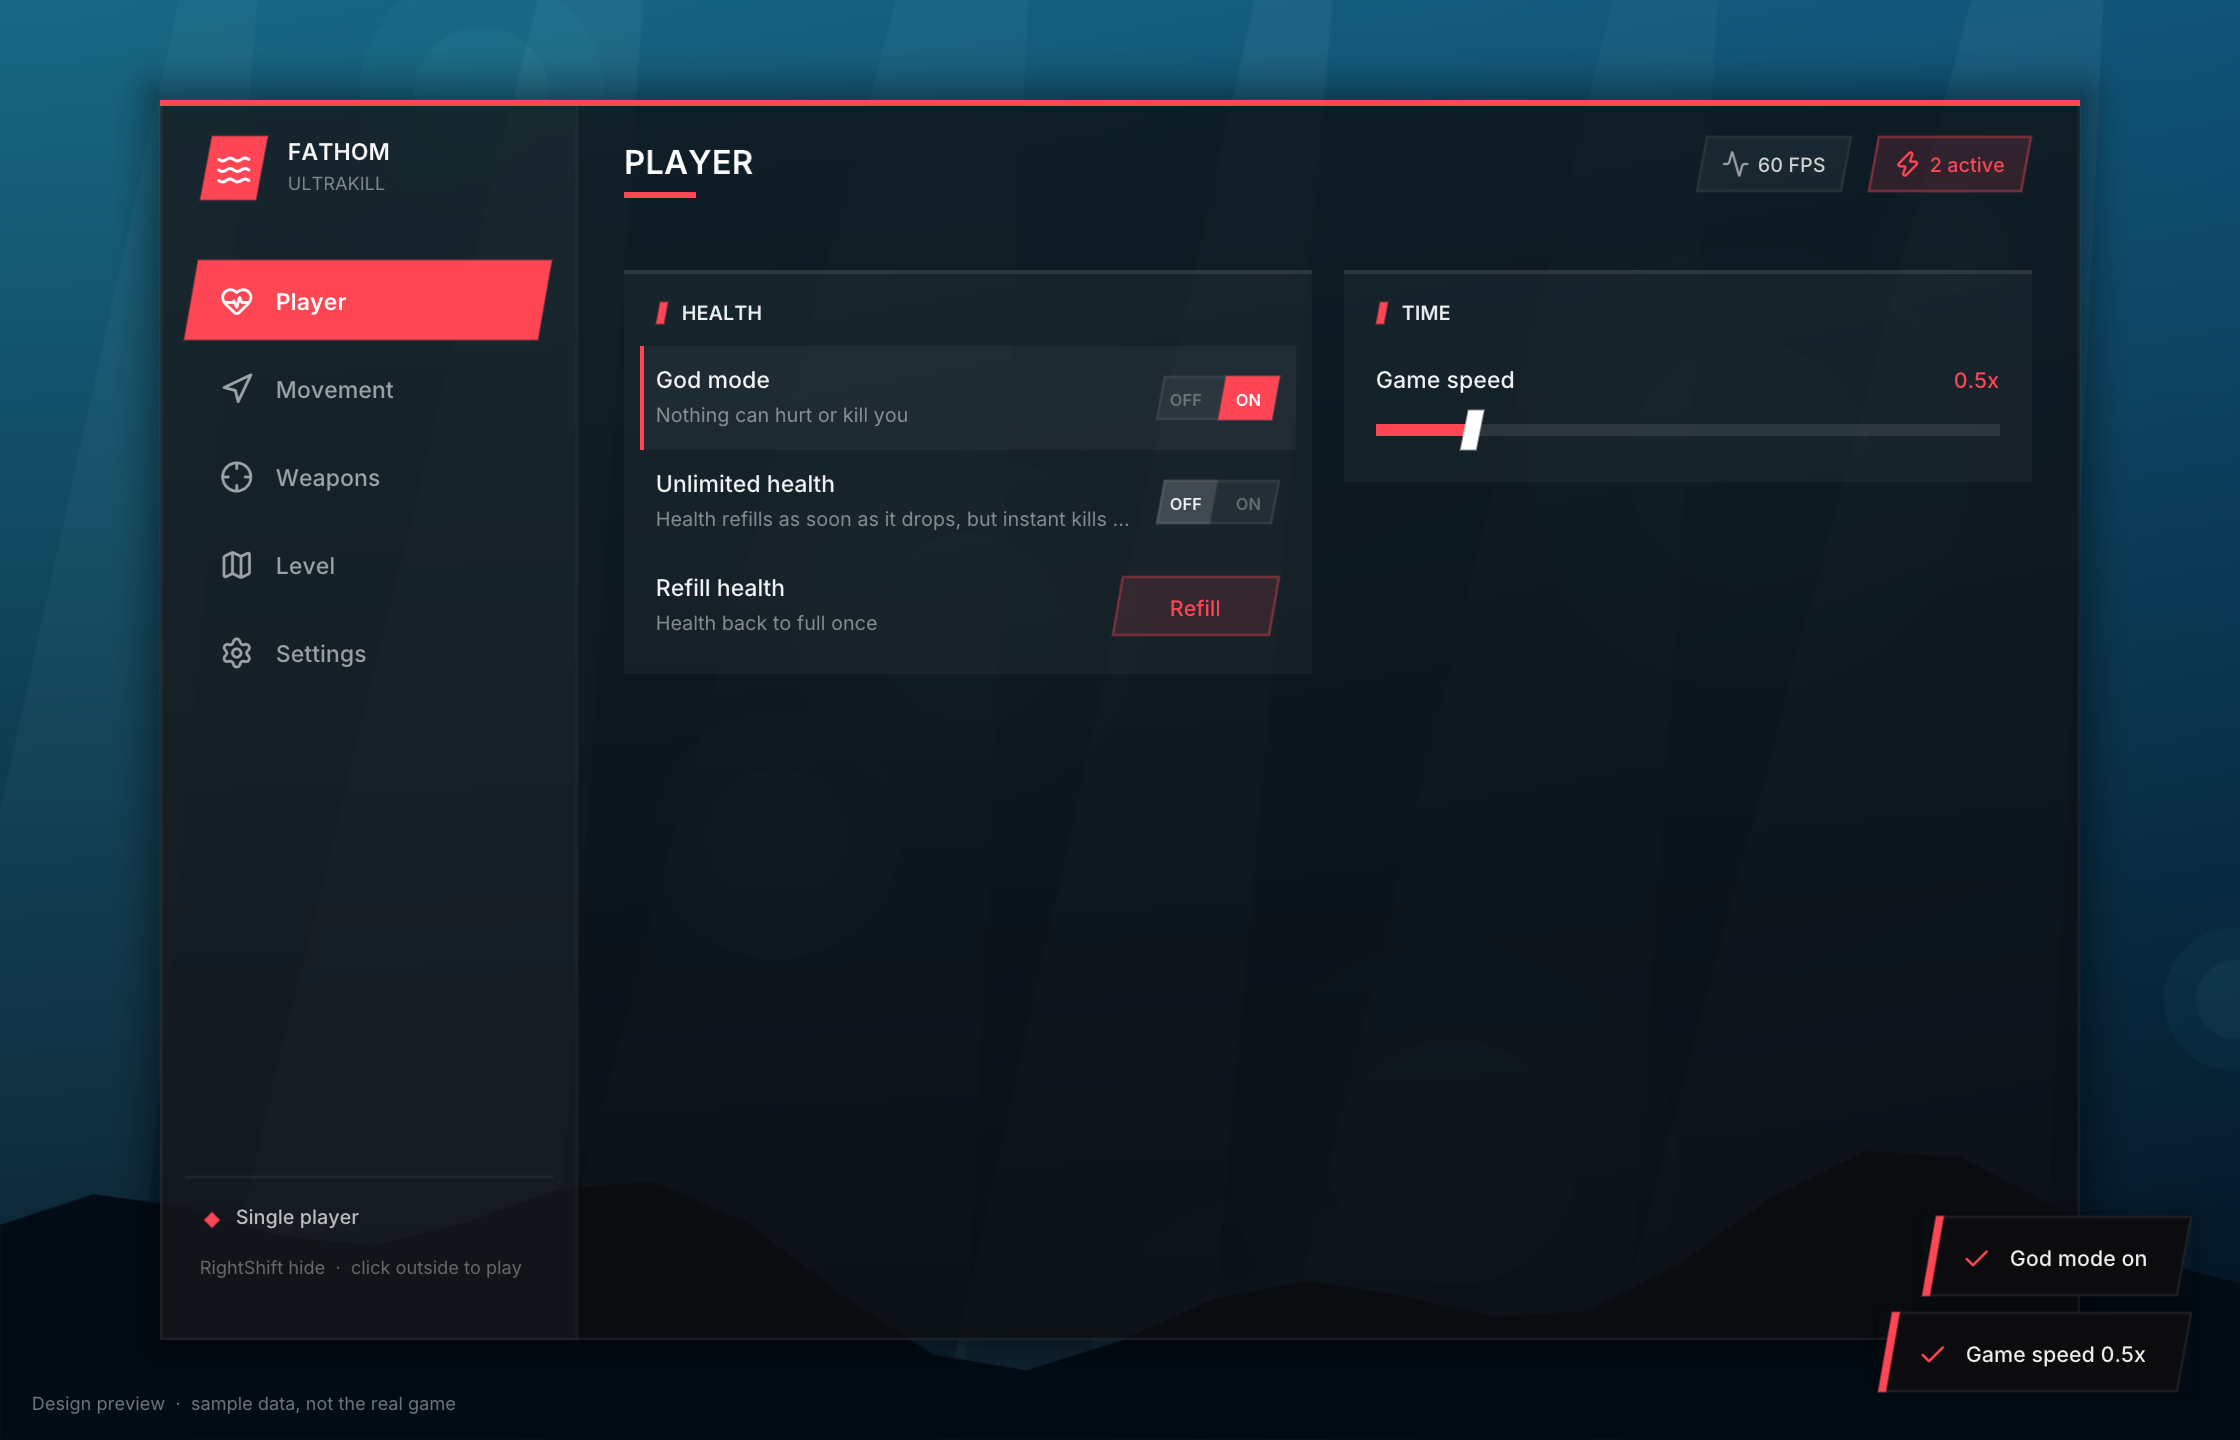 FATHOM
ULTRAKILL
Player
Movement
Weapons
Level
Settings
Single player
RightShift hide · click outside to play
PLAYER
60 FPS
2 active
HEALTH
God mode
Nothing can hurt or kill you
OFF ON
Unlimited health
Health refills as soon as it drops, but instant kills ...
OFF ON
Refill health
Health back to full once
Refill
TIME
Game speed
0.5x
God mode on
Game speed 0.5x
Design preview · sample data, not the real game